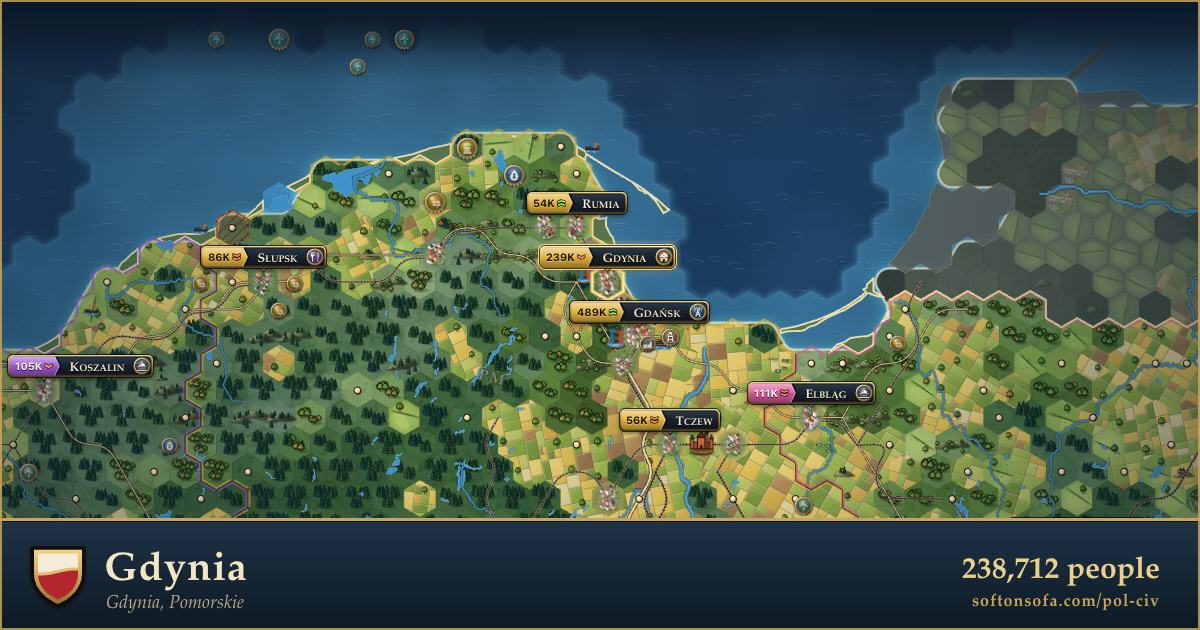 54K RUMIA
86K SŁUPSK
239K GDYNIA
489K GDAŃSK
105K KOSZALIN
111K ELBLĄG
56K TCZEW
Gdynia
Gdynia, Pomorskie
238,712 people
softonsofa.com/pol-civ